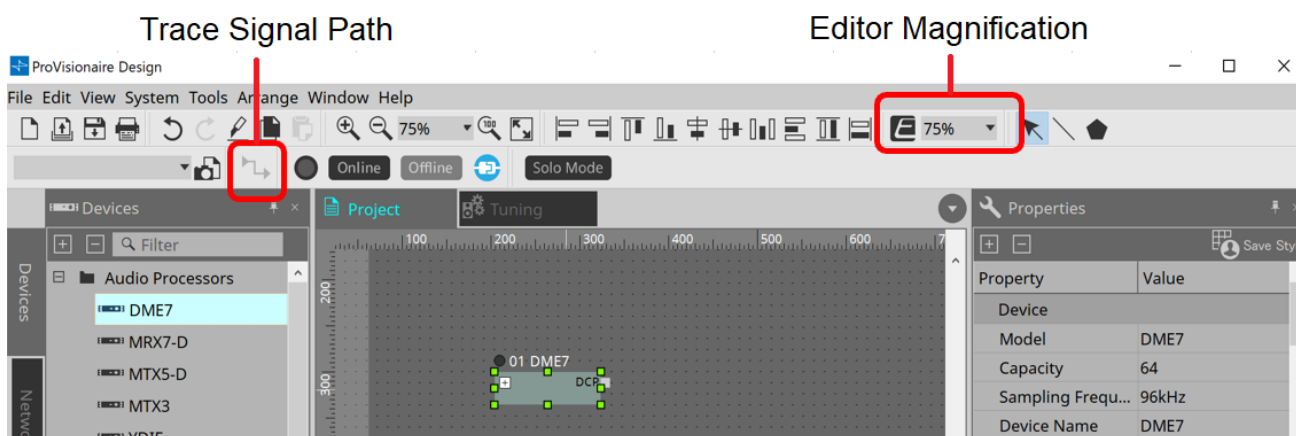 Trace Signal Path
Editor Magnification
ProVisionaire Design
File Edit View System Tools Arrange Window Help
75%
100
75%
Online
Offline
Solo Mode
Devices
Project
Tuning
Properties
Filter
100 200 300 400 500 600 7
Save Sty
Devices
Audio Processors
Property Value
DME7
200
Device
MRX7-D
Model DME7
01 DME7
MTX5-D
Capacity 64
DCP
300
MTX3
Sampling Frequ... 96kHz
Netwo
Device Name DME7